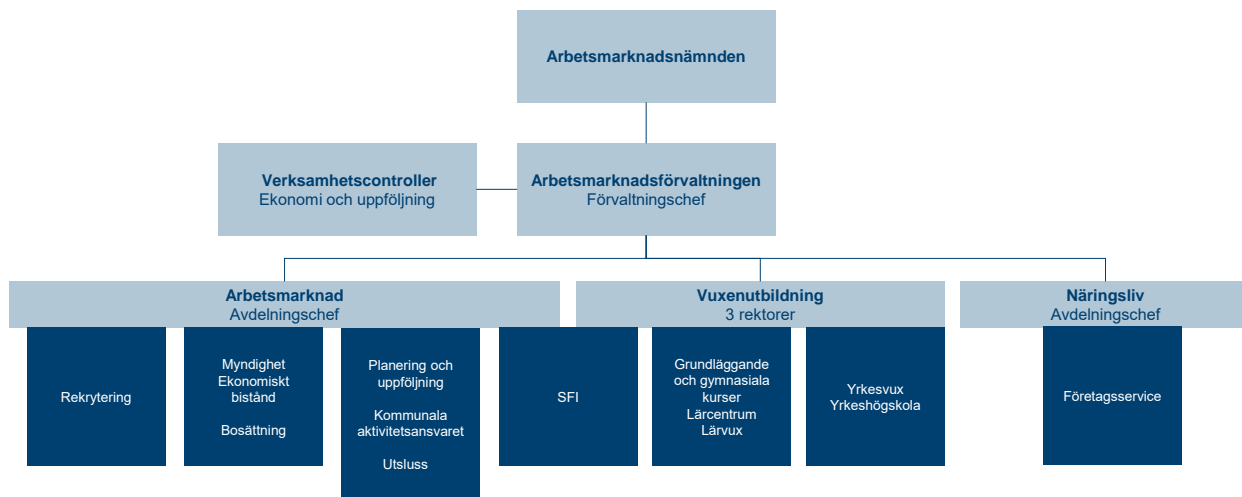 Arbetsmarknadsnämnden
Verksamhetscontroller
Ekonomi och uppföljning
Arbetsmarknadsförvaltningen
Förvaltningschef
Arbetsmarknad
Avdelningschef
Vuxenutbildning
3 rektorer
Näringsliv
Avdelningschef
Rekrytering
Myndighet
Ekonomiskt
bistånd
Bosättning
Planering och
uppföljning
Kommunala
aktivitetsansvaret
Utsluss
SFI
Grundläggande
och gymnasiala
kurser
Lärcentrum
Lärvux
Yrkesvux
Yrkeshögskola
Företagsservice